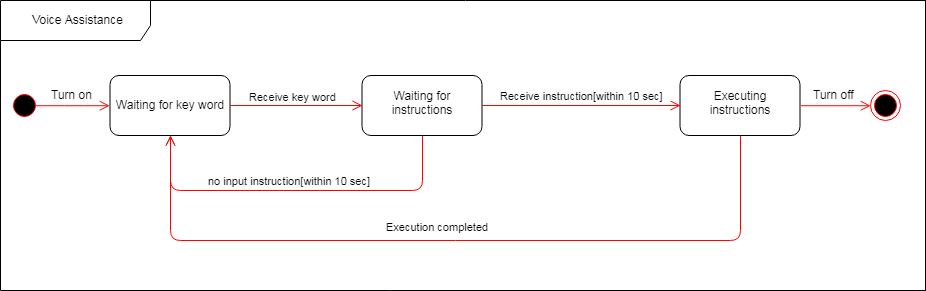 Voice Assistance
Turn on
Waiting for key word
Receive key word
Waiting for
instructions
Receive instruction[within 10 sec]
Executing
instructions
Turn off
no input instruction[within 10 sec]
Execution completed